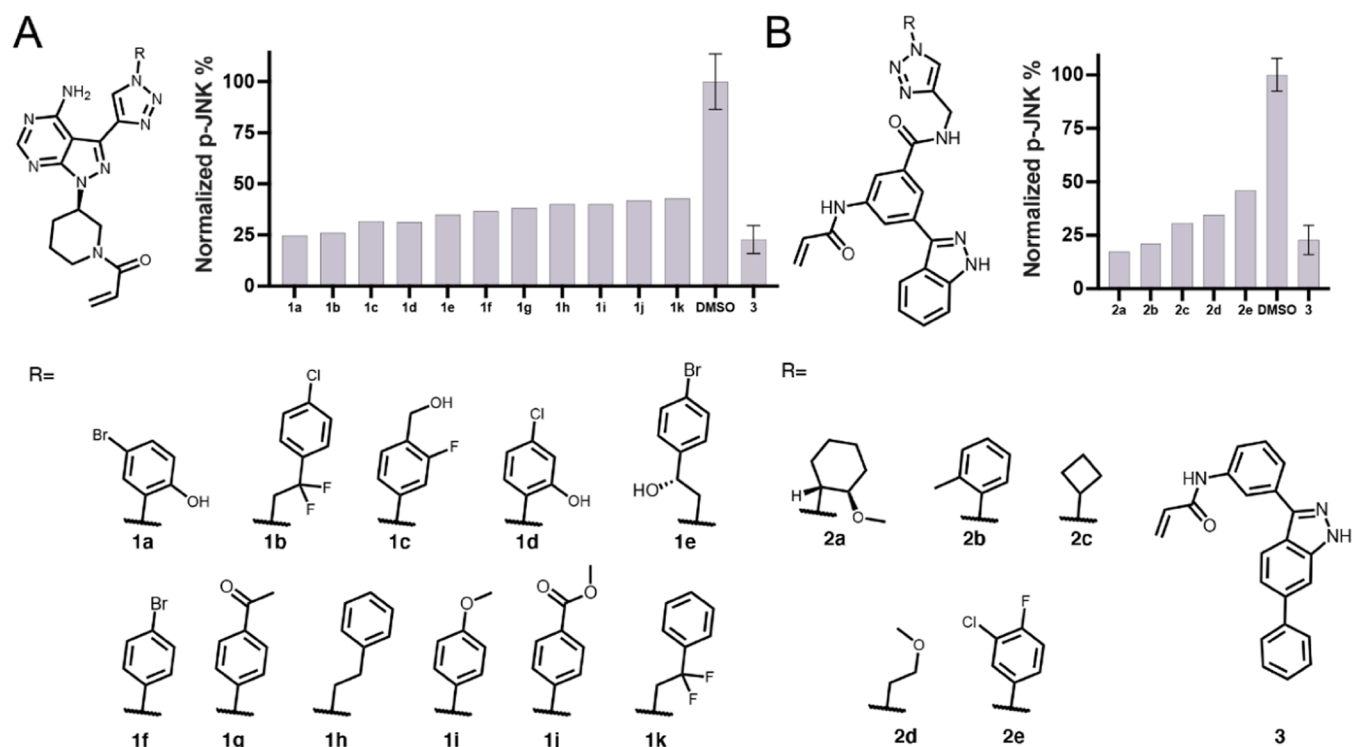 A
R
N
N
N
NH₂
N
N
N
N
N
O
Normalized p-JNK %
100
75
50
25
0
1a 1b 1c 1d 1e 1f 1g 1h 1i 1j 1k DMSO 3
B
R
N
N
N
O
NH
HN
O
N
NH
Normalized p-JNK %
100
75
50
25
0
2a 2b 2c 2d 2e DMSO 3
R=
Br
OH
1a
Cl
F
F
1b
OH
F
1c
Cl
OH
1d
Br
HO
1e
R=
H
O
2a
2b
2c
HN
O
N
NH
3
Br
1f
O
1g
1h
O
1i
O
O
1j
F
F
1k
O
2d
Cl
F
2e